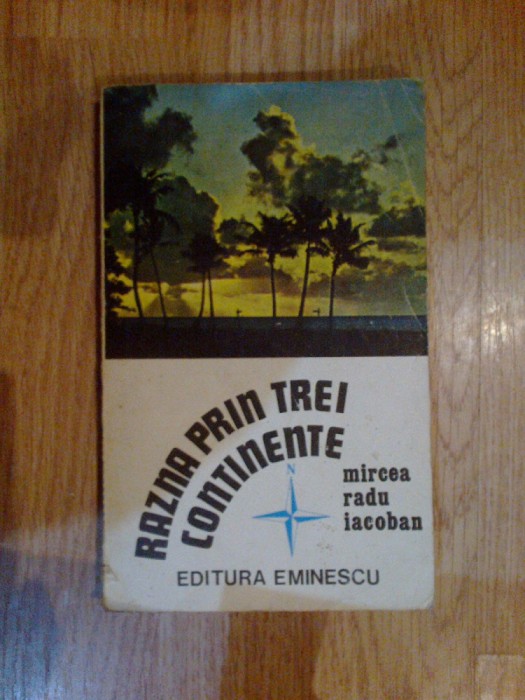 RAZNA PRIN TREI
CONTINENTE
N
mircea
radu
iacoban
EDITURA EMINESCU